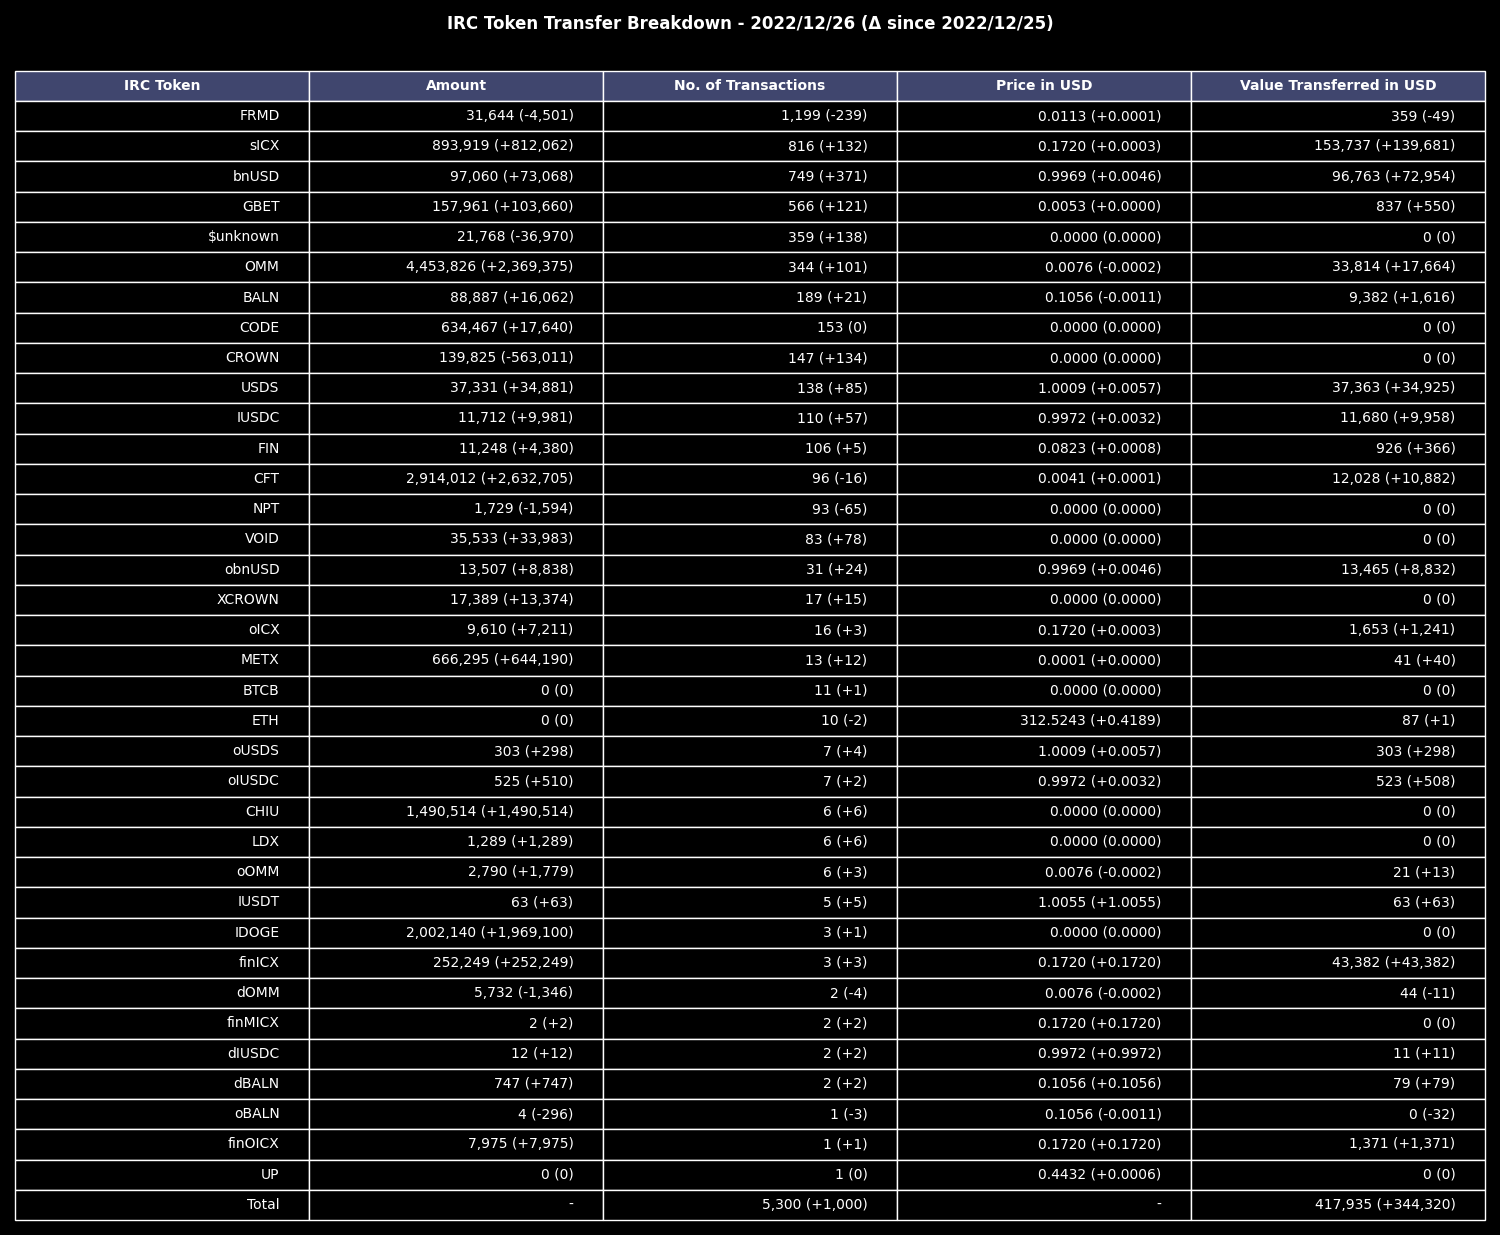 IRC Token Transfer Breakdown - 2022/12/26 (Δ since 2022/12/25)
IRC Token Amount No. of Transactions Price in USD Value Transferred in USD
FRMD 31,644 (-4,501) 1,199 (-239) 0.0113 (+0.0001) 359 (-49)
sICX 893,919 (+812,062) 816 (+132) 0.1720 (+0.0003) 153,737 (+139,681)
bnUSD 97,060 (+73,068) 749 (+371) 0.9969 (+0.0046) 96,763 (+72,954)
GBET 157,961 (+103,660) 566 (+121) 0.0053 (+0.0000) 837 (+550)
$unknown 21,768 (-36,970) 359 (+138) 0.0000 (0.0000) 0 (0)
OMM 4,453,826 (+2,369,375) 344 (+101) 0.0076 (-0.0002) 33,814 (+17,664)
BALN 88,887 (+16,062) 189 (+21) 0.1056 (-0.0011) 9,382 (+1,616)
CODE 634,467 (+17,640) 153 (0) 0.0000 (0.0000) 0 (0)
CROWN 139,825 (-563,011) 147 (+134) 0.0000 (0.0000) 0 (0)
USDS 37,331 (+34,881) 138 (+85) 1.0009 (+0.0057) 37,363 (+34,925)
IUSDC 11,712 (+9,981) 110 (+57) 0.9972 (+0.0032) 11,680 (+9,958)
FIN 11,248 (+4,380) 106 (+5) 0.0823 (+0.0008) 926 (+366)
CFT 2,914,012 (+2,632,705) 96 (-16) 0.0041 (+0.0001) 12,028 (+10,882)
NPT 1,729 (-1,594) 93 (-65) 0.0000 (0.0000) 0 (0)
VOID 35,533 (+33,983) 83 (+78) 0.0000 (0.0000) 0 (0)
obnUSD 13,507 (+8,838) 31 (+24) 0.9969 (+0.0046) 13,465 (+8,832)
XCROWN 17,389 (+13,374) 17 (+15) 0.0000 (0.0000) 0 (0)
oICX 9,610 (+7,211) 16 (+3) 0.1720 (+0.0003) 1,653 (+1,241)
METX 666,295 (+644,190) 13 (+12) 0.0001 (+0.0000) 41 (+40)
BTCB 0 (0) 11 (+1) 0.0000 (0.0000) 0 (0)
ETH 0 (0) 10 (-2) 312.5243 (+0.4189) 87 (+1)
oUSDS 303 (+298) 7 (+4) 1.0009 (+0.0057) 303 (+298)
oIUSDC 525 (+510) 7 (+2) 0.9972 (+0.0032) 523 (+508)
CHIU 1,490,514 (+1,490,514) 6 (+6) 0.0000 (0.0000) 0 (0)
LDX 1,289 (+1,289) 6 (+6) 0.0000 (0.0000) 0 (0)
oOMM 2,790 (+1,779) 6 (+3) 0.0076 (-0.0002) 21 (+13)
IUSDT 63 (+63) 5 (+5) 1.0055 (+1.0055) 63 (+63)
IDOGE 2,002,140 (+1,969,100) 3 (+1) 0.0000 (0.0000) 0 (0)
finICX 252,249 (+252,249) 3 (+3) 0.1720 (+0.1720) 43,382 (+43,382)
dOMM 5,732 (-1,346) 2 (-4) 0.0076 (-0.0002) 44 (-11)
finMICX 2 (+2) 2 (+2) 0.1720 (+0.1720) 0 (0)
dIUSDC 12 (+12) 2 (+2) 0.9972 (+0.9972) 11 (+11)
dBALN 747 (+747) 2 (+2) 0.1056 (+0.1056) 79 (+79)
oBALN 4 (-296) 1 (-3) 0.1056 (-0.0011) 0 (-32)
finOICX 7,975 (+7,975) 1 (+1) 0.1720 (+0.1720) 1,371 (+1,371)
UP 0 (0) 1 (0) 0.4432 (+0.0006) 0 (0)
Total - 5,300 (+1,000) - 417,935 (+344,320)